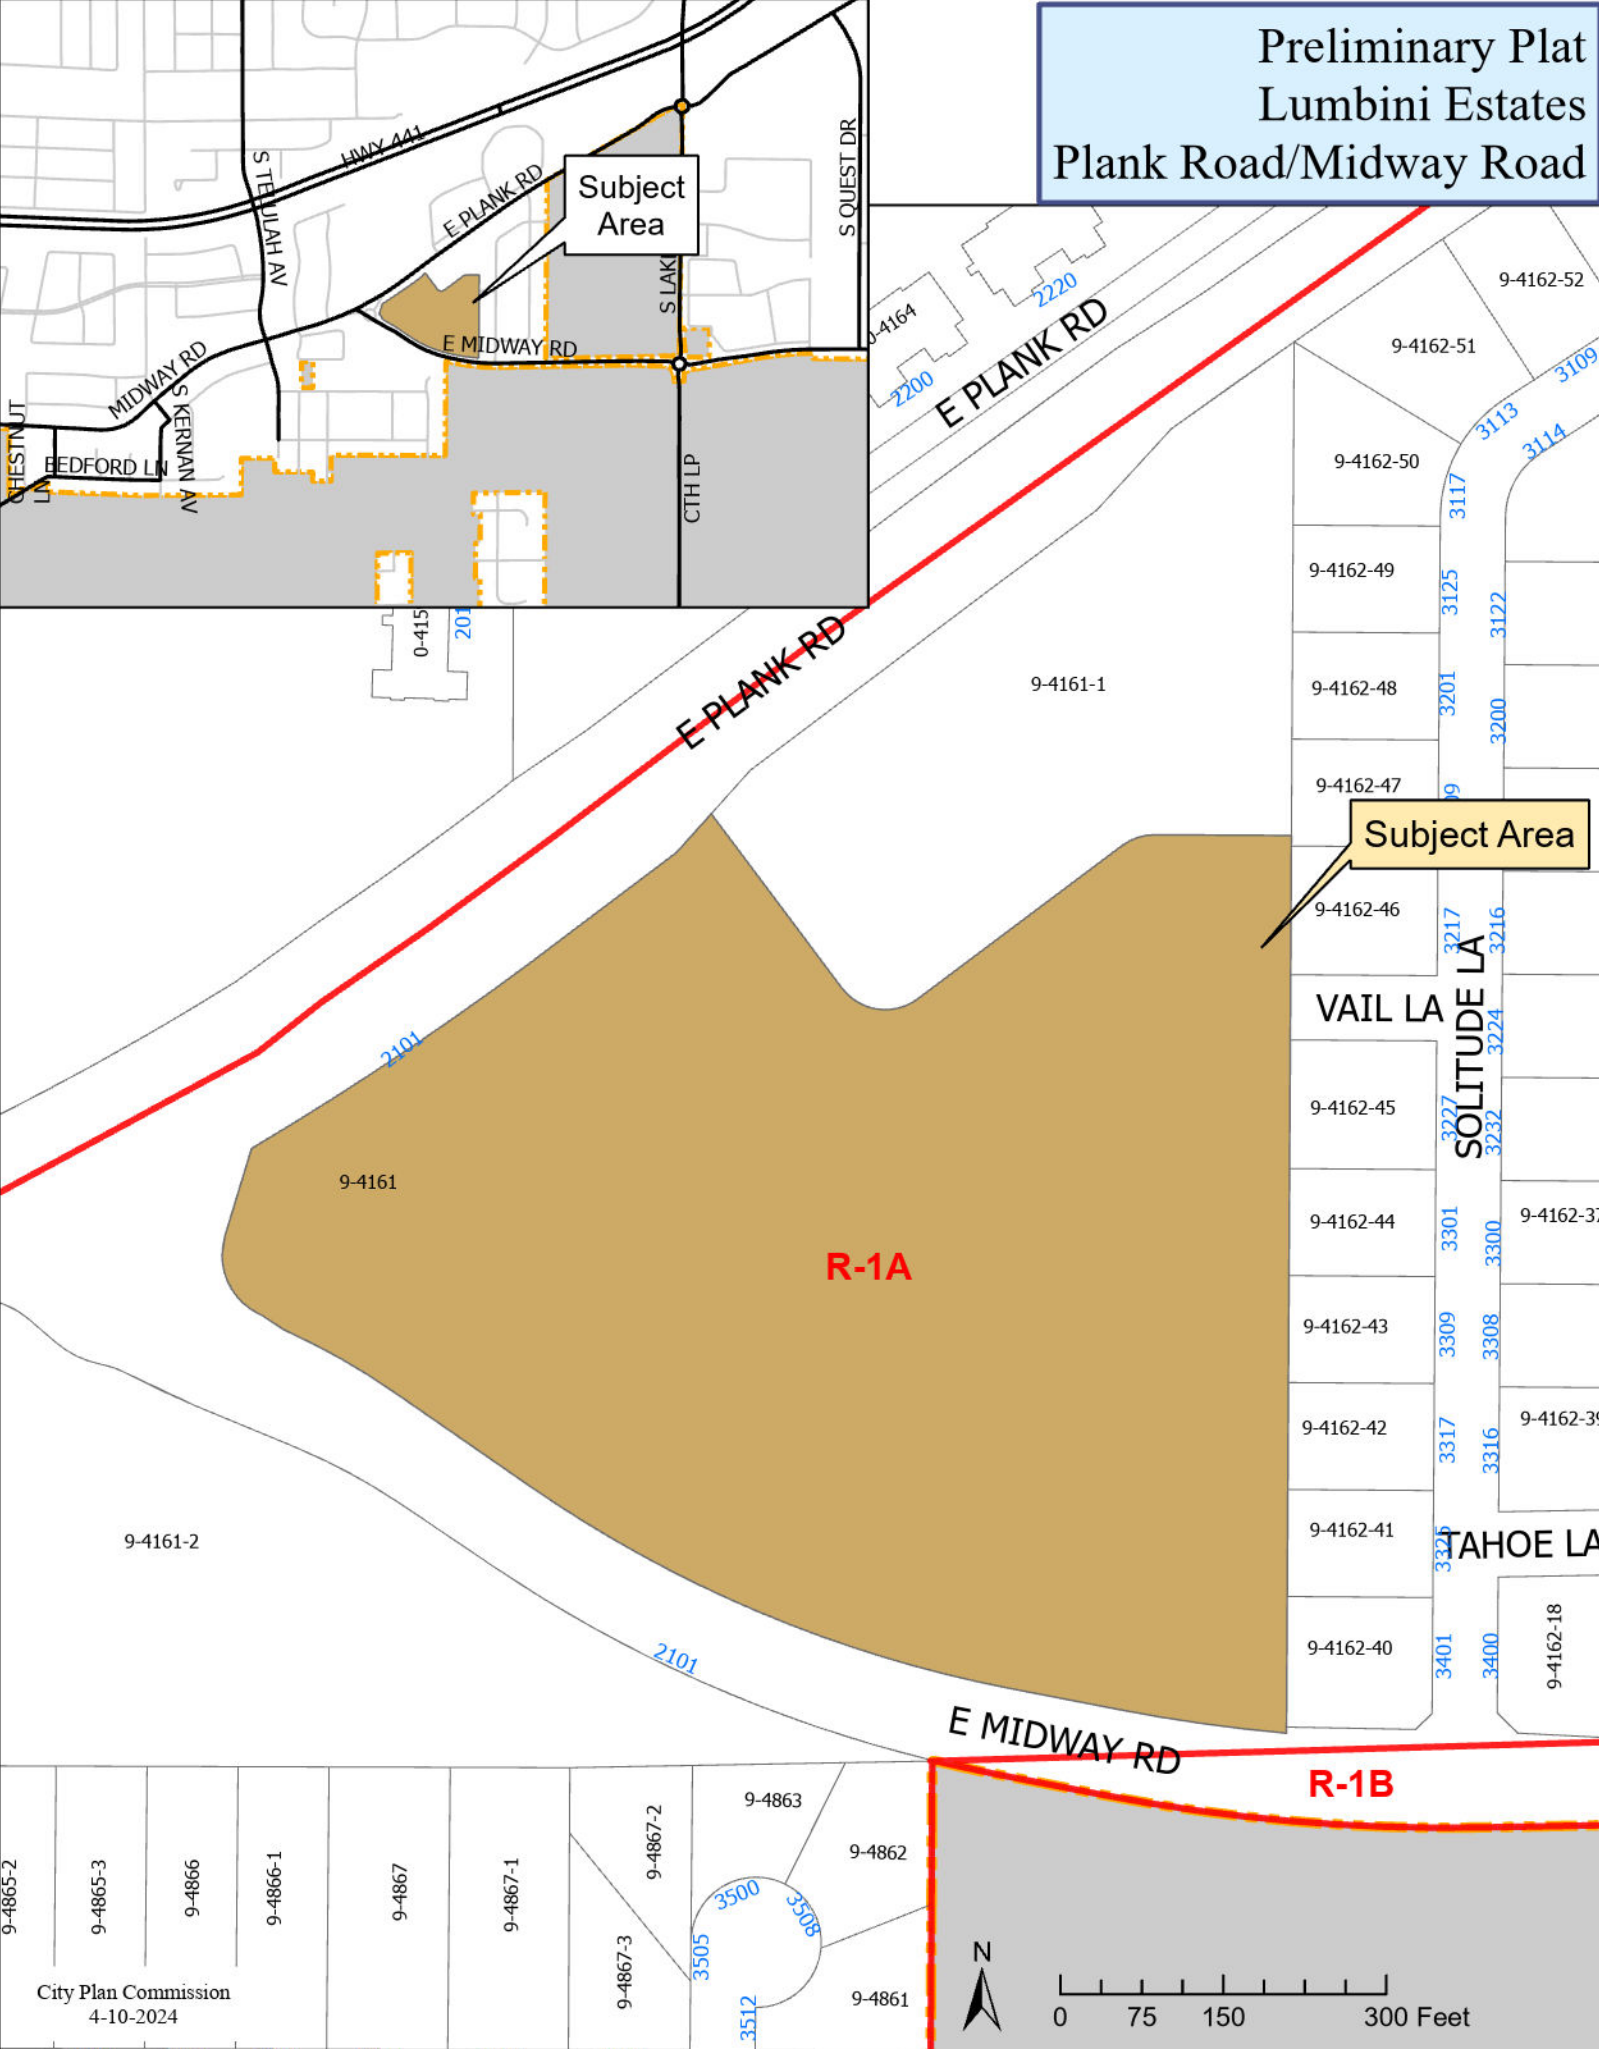 Preliminary Plat
Lumbini Estates
Plank Road/Midway Road
HWY 441
S TEULAH AV
E PLANK RD
Subject
Area
S QUEST DR
E MIDWAY RD
MIDWAY RD
S KERNAN AV
CHESTNUT
LN
BEDFORD LN
CTH LP
2220
2200
E PLANK RD
9-4162-52
9-4162-51
3109
3113
3114
9-4162-50
3117
9-4162-49
3125
3122
E PLANK RD
9-4161-1
9-4162-48
3201
3200
9-4162-47
Subject Area
9-4162-46
3217
3216
VAIL LA
SOLITUDE LA
3224
2101
9-4162-45
3227
3232
9-4161
9-4162-44
3301
3300
R-1A
9-4162-43
3309
3308
9-4162-42
3317
3316
9-4161-2
9-4162-41
3325
TAHOE LA
9-4162-40
3401
3400
9-4162-18
2101
E MIDWAY RD
R-1B
9-4865-3
9-4866
9-4866-1
9-4867
9-4867-1
9-4867-2
9-4867-3
9-4863
9-4862
9-4861
3500
3508
3505
3512
City Plan Commission
4-10-2024
N
0 75 150 300 Feet